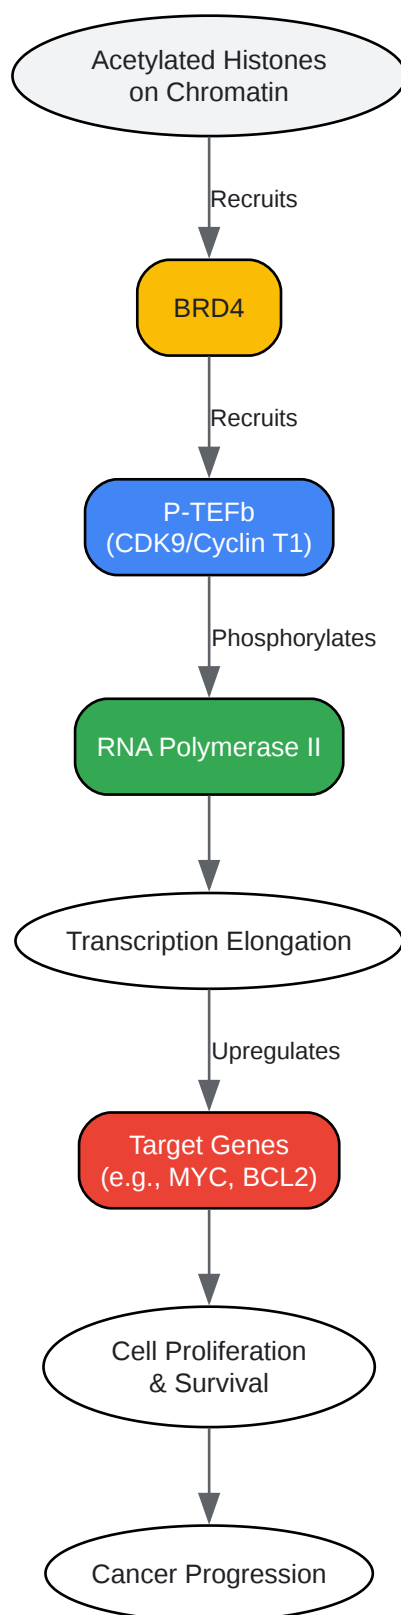 Acetylated Histones
on Chromatin
Recruits
BRD4
Recruits
P-TEFb
(CDK9/Cyclin T1)
Phosphorylates
RNA Polymerase II
Transcription Elongation
Upregulates
Target Genes
(e.g., MYC, BCL2)
Cell Proliferation
& Survival
Cancer Progression